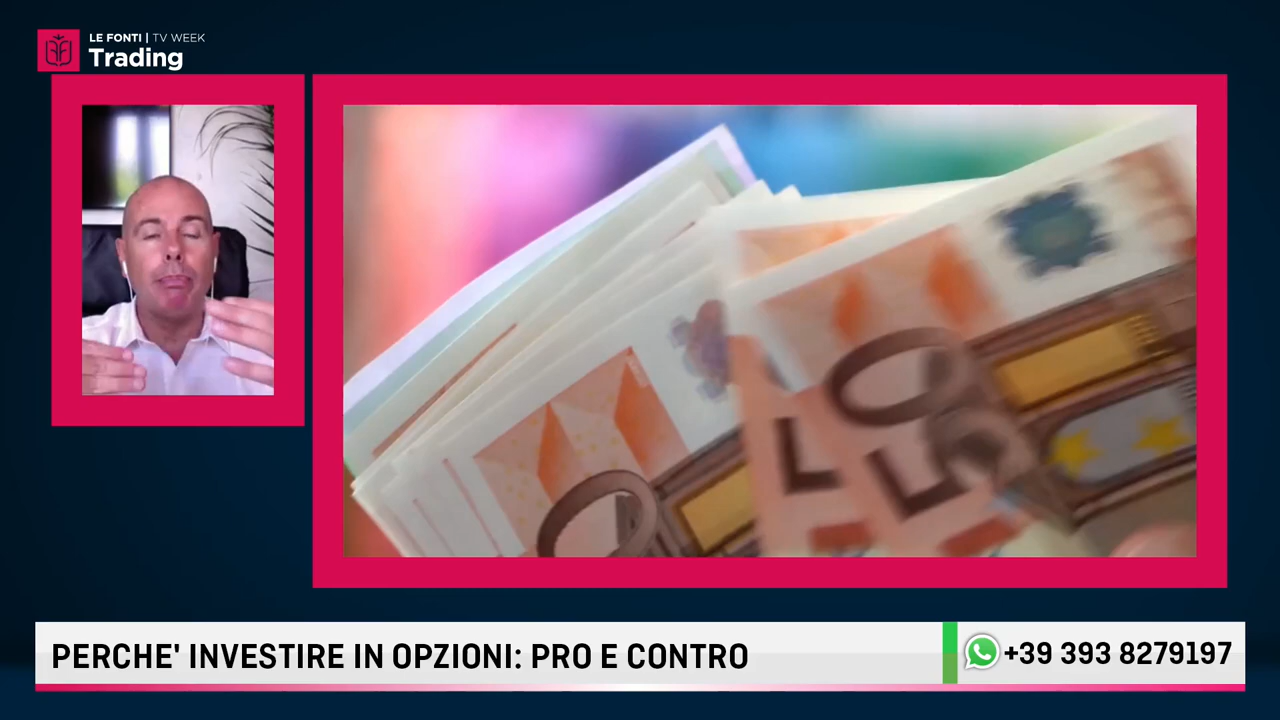 LE FONTI | TV WEEK
Trading
PERCHE' INVESTIRE IN OPZIONI: PRO E CONTRO
+39 393 8279197